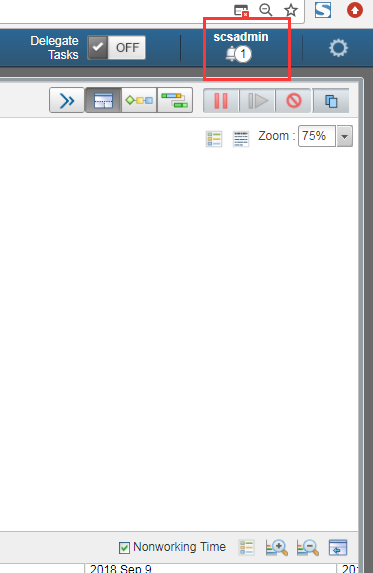 Delegate
Tasks
OFF
scsadmin
1
Zoom : 75%
Nonworking Time
2018 Sep 9